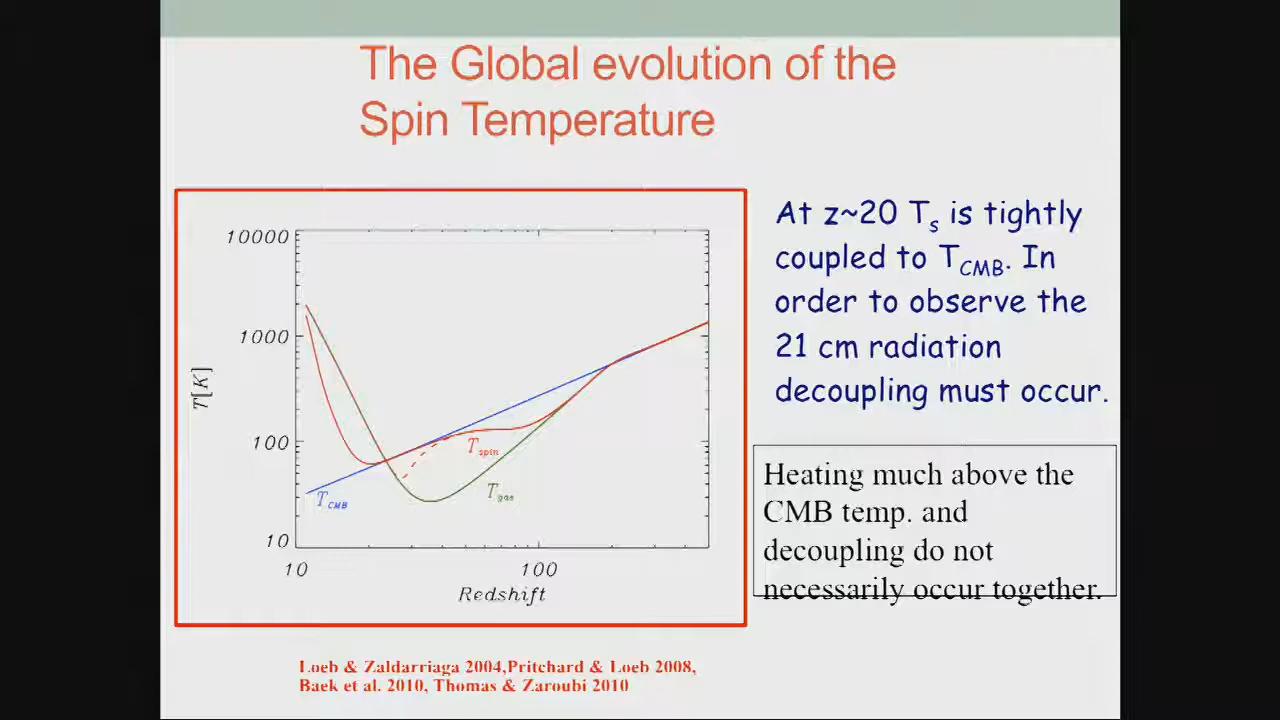 The Global evolution of the
Spin Temperature
10000
1000
100
10
T[K]
T_CMB
T_spin
T_gas
10
100
Redshift
At z~20 T_s is tightly
coupled to T_CMB. In
order to observe the
21 cm radiation
decoupling must occur.
Heating much above the
CMB temp. and
decoupling do not
necessarily occur together.
Loeb & Zaldarriaga 2004,Pritchard & Loeb 2008,
Baek et al. 2010, Thomas & Zaroubi 2010